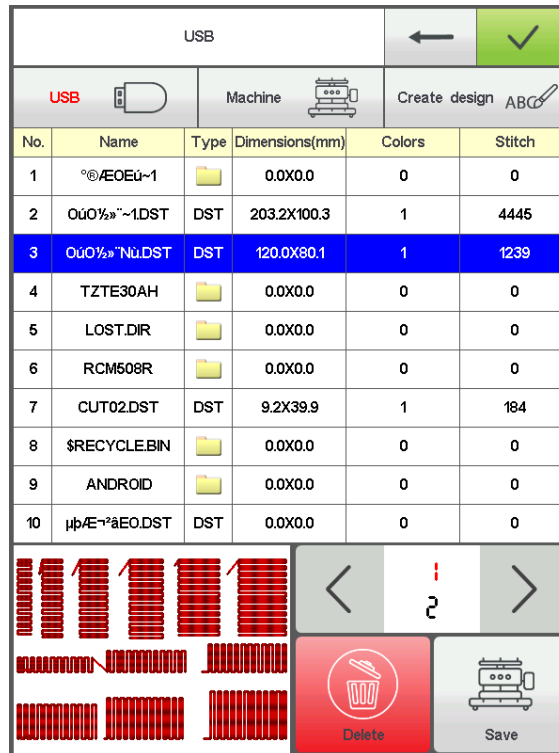 USB
USB Machine Create design ABC
No. Name Type Dimensions(mm) Colors Stitch
1 °®ÆOEú~1 0.0X0.0 0 0
2 OúO½»¨~1.DST DST 203.2X100.3 1 4445
3 OúO½»¨Nù.DST DST 120.0X80.1 1 1239
4 TZTE30AH 0.0X0.0 0 0
5 LOST.DIR 0.0X0.0 0 0
6 RCM508R 0.0X0.0 0 0
7 CUT02.DST DST 9.2X39.9 1 184
8 $RECYCLE.BIN 0.0X0.0 0 0
9 ANDROID 0.0X0.0 0 0
10 µþÆ¬²âEO.DST DST 0.0X0.0 0 0
1
2
Delete Save